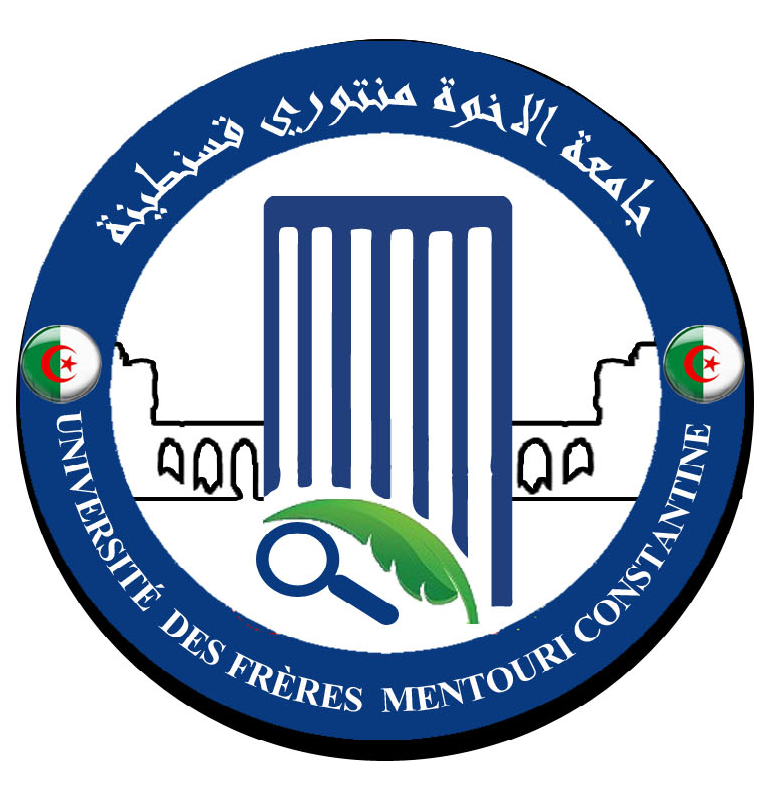 جامعة الاخوة منتوري قسنطينة
UNIVERSITÉ DES FRÈRES MENTOURI CONSTANTINE